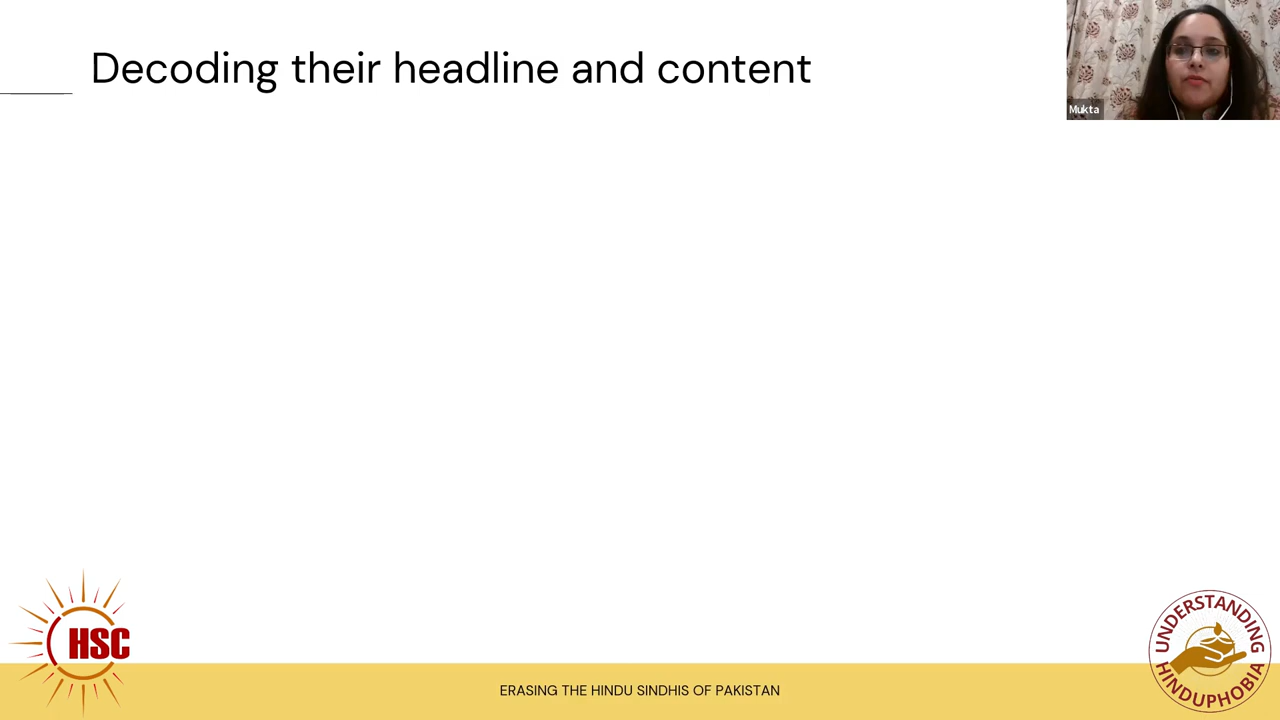 Decoding their headline and content
Mukta
HSC
UNDERSTANDING
HINDUPHOBIA
ERASING THE HINDU SINDHIS OF PAKISTAN